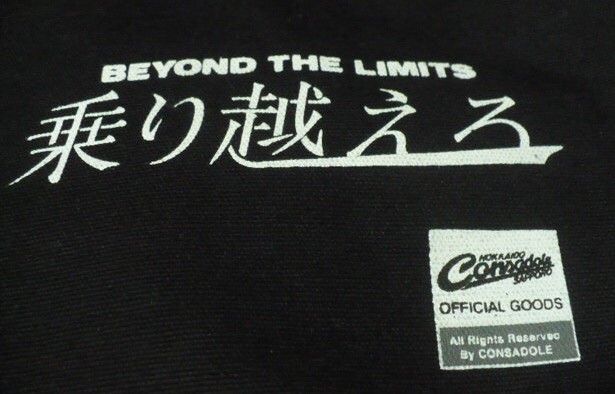 BEYOND THE LIMITS
乗り越えろ
HOKKAIDO
Consadole
SAPPORO
OFFICIAL GOODS
All Rights Reserved
By CONSADOLE